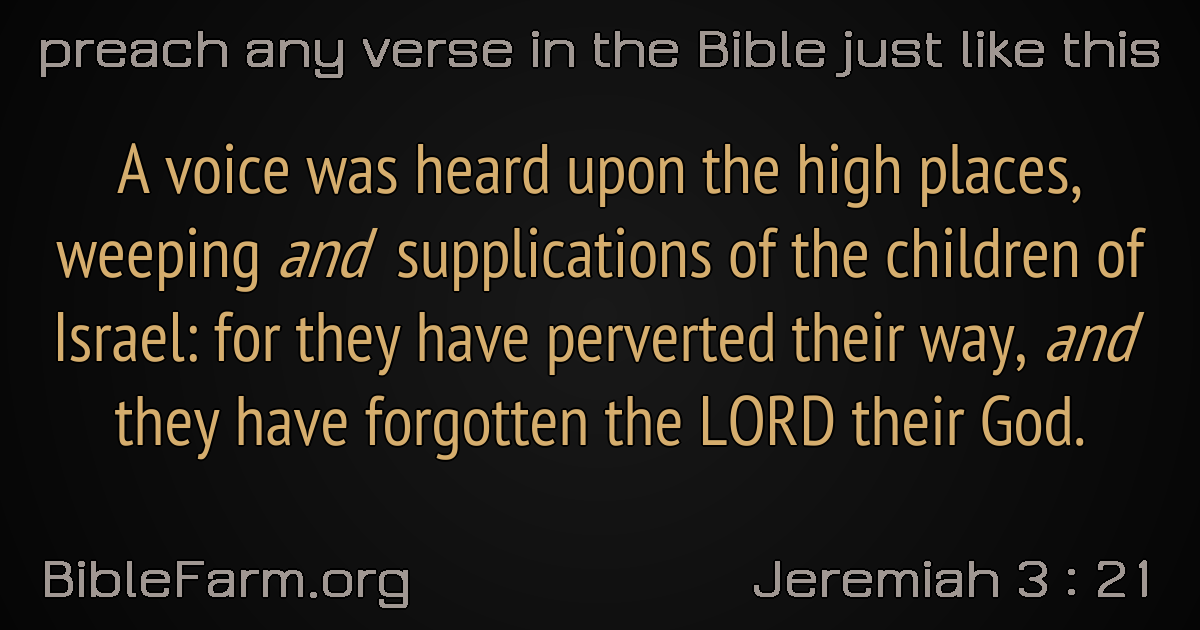 preach any verse in the Bible just like this
A voice was heard upon the high places,
weeping and supplications of the children of
Israel: for they have perverted their way, and
they have forgotten the LORD their God.
BibleFarm.org
Jeremiah 3 : 21